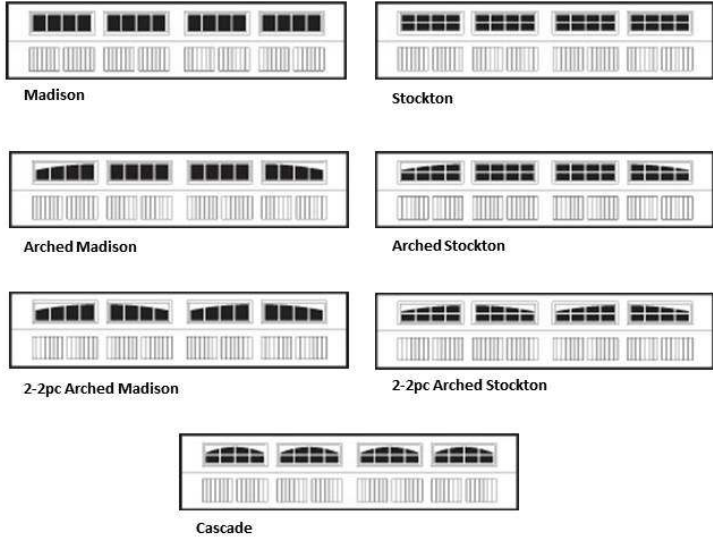 Madison
Stockton
Arched Madison
Arched Stockton
2-2pc Arched Madison
2-2pc Arched Stockton
Cascade